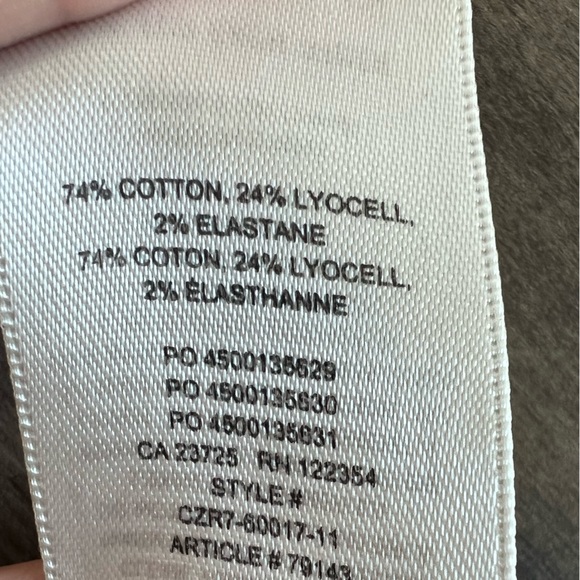 74% COTTON, 24% LYOCELL,
2% ELASTANE
74% COTON, 24% LYOCELL,
2% ÉLASTHANNE
PO 4500135629
PO 4500135630
PO 4500135631
CA 23725 RN 122354
STYLE #
CZR7-60017-11
ARTICLE # 79143